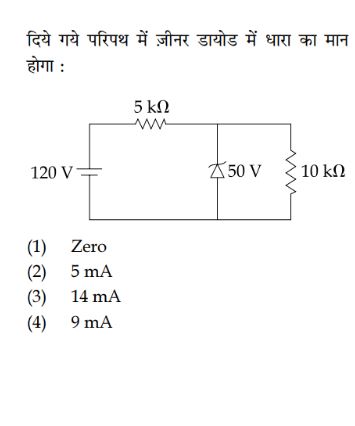 दिये गये परिपथ में ज़ीनर डायोड में धारा का मान
होगा :
5 kΩ
120 V
50 V
10 kΩ
(1) Zero
(2) 5 mA
(3) 14 mA
(4) 9 mA